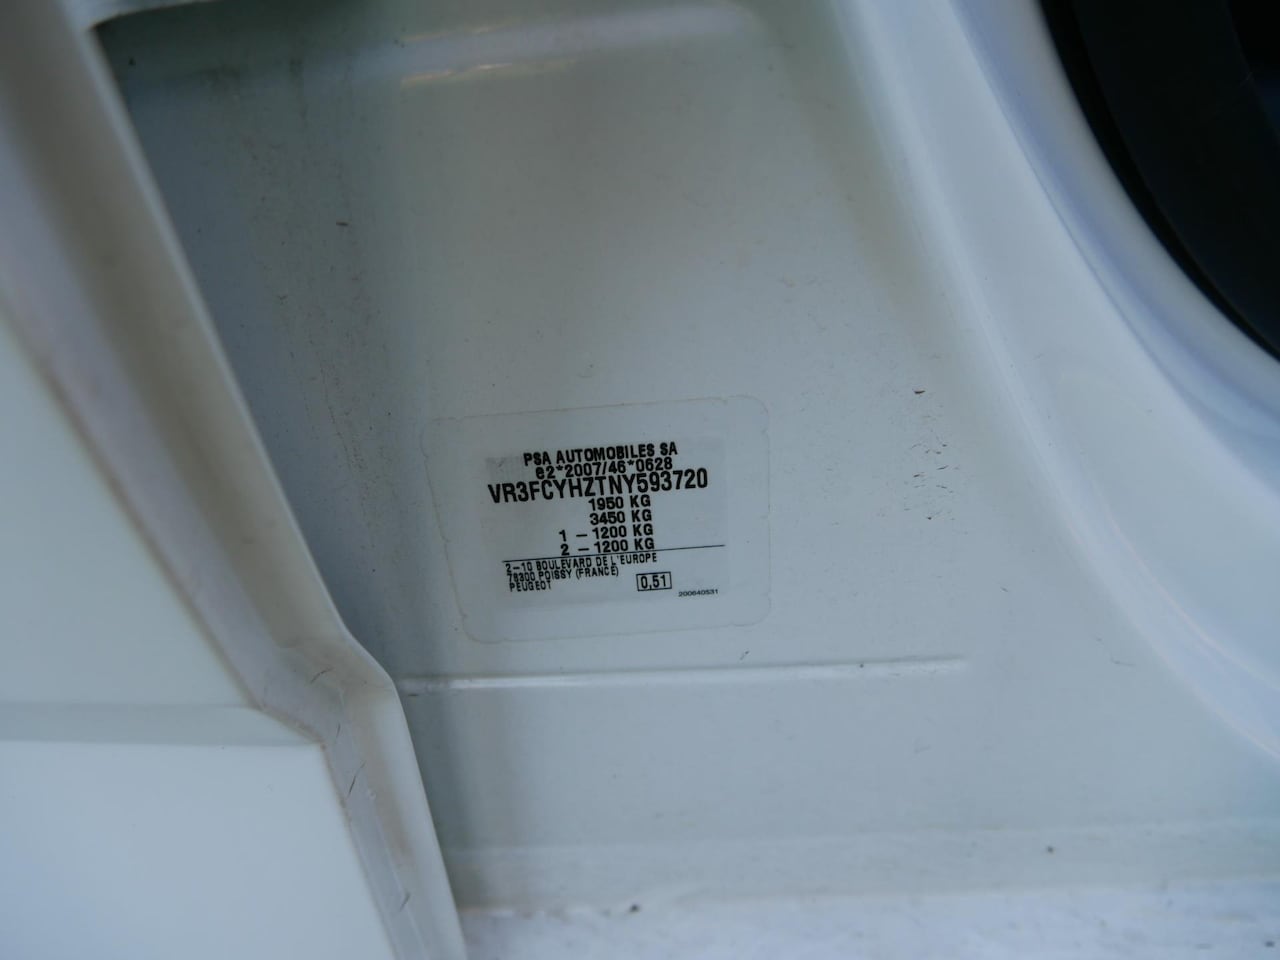 PSA AUTOMOBILES SA
e2*2007/46*0628
VR3FCYHZTNY593720
1950 KG
3450 KG
1 - 1200 KG
2 - 1200 KG
2-10 BOULEVARD DE L'EUROPE
78300 POISSY (FRANCE)
PEUGEOT
0,51
200640531